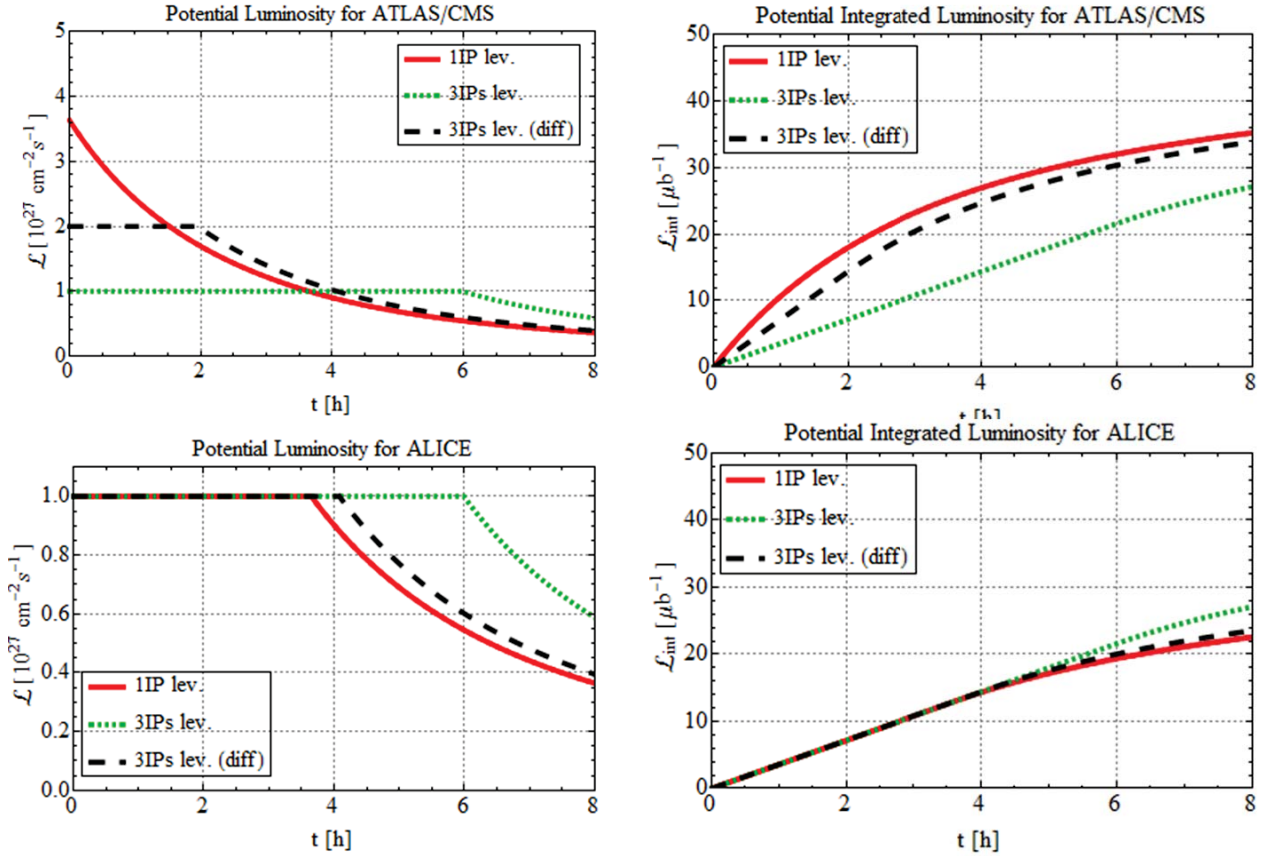 Potential Luminosity for ATLAS/CMS
5
4
3
2
1
0
ℒ [10²⁷ cm⁻²s⁻¹]
1IP lev.
3IPs lev.
3IPs lev. (diff)
0 2 4 6 8
t [h]
Potential Integrated Luminosity for ATLAS/CMS
50
40
30
20
10
0
ℒint [μb⁻¹]
1IP lev.
3IPs lev.
3IPs lev. (diff)
0 2 4 6 8
t [h]
Potential Luminosity for ALICE
1.0
0.8
0.6
0.4
0.2
0.0
ℒ [10²⁷ cm⁻²s⁻¹]
1IP lev.
3IPs lev.
3IPs lev. (diff)
0 2 4 6 8
t [h]
Potential Integrated Luminosity for ALICE
50
40
30
20
10
0
ℒint [μb⁻¹]
1IP lev.
3IPs lev.
3IPs lev. (diff)
0 2 4 6 8
t [h]